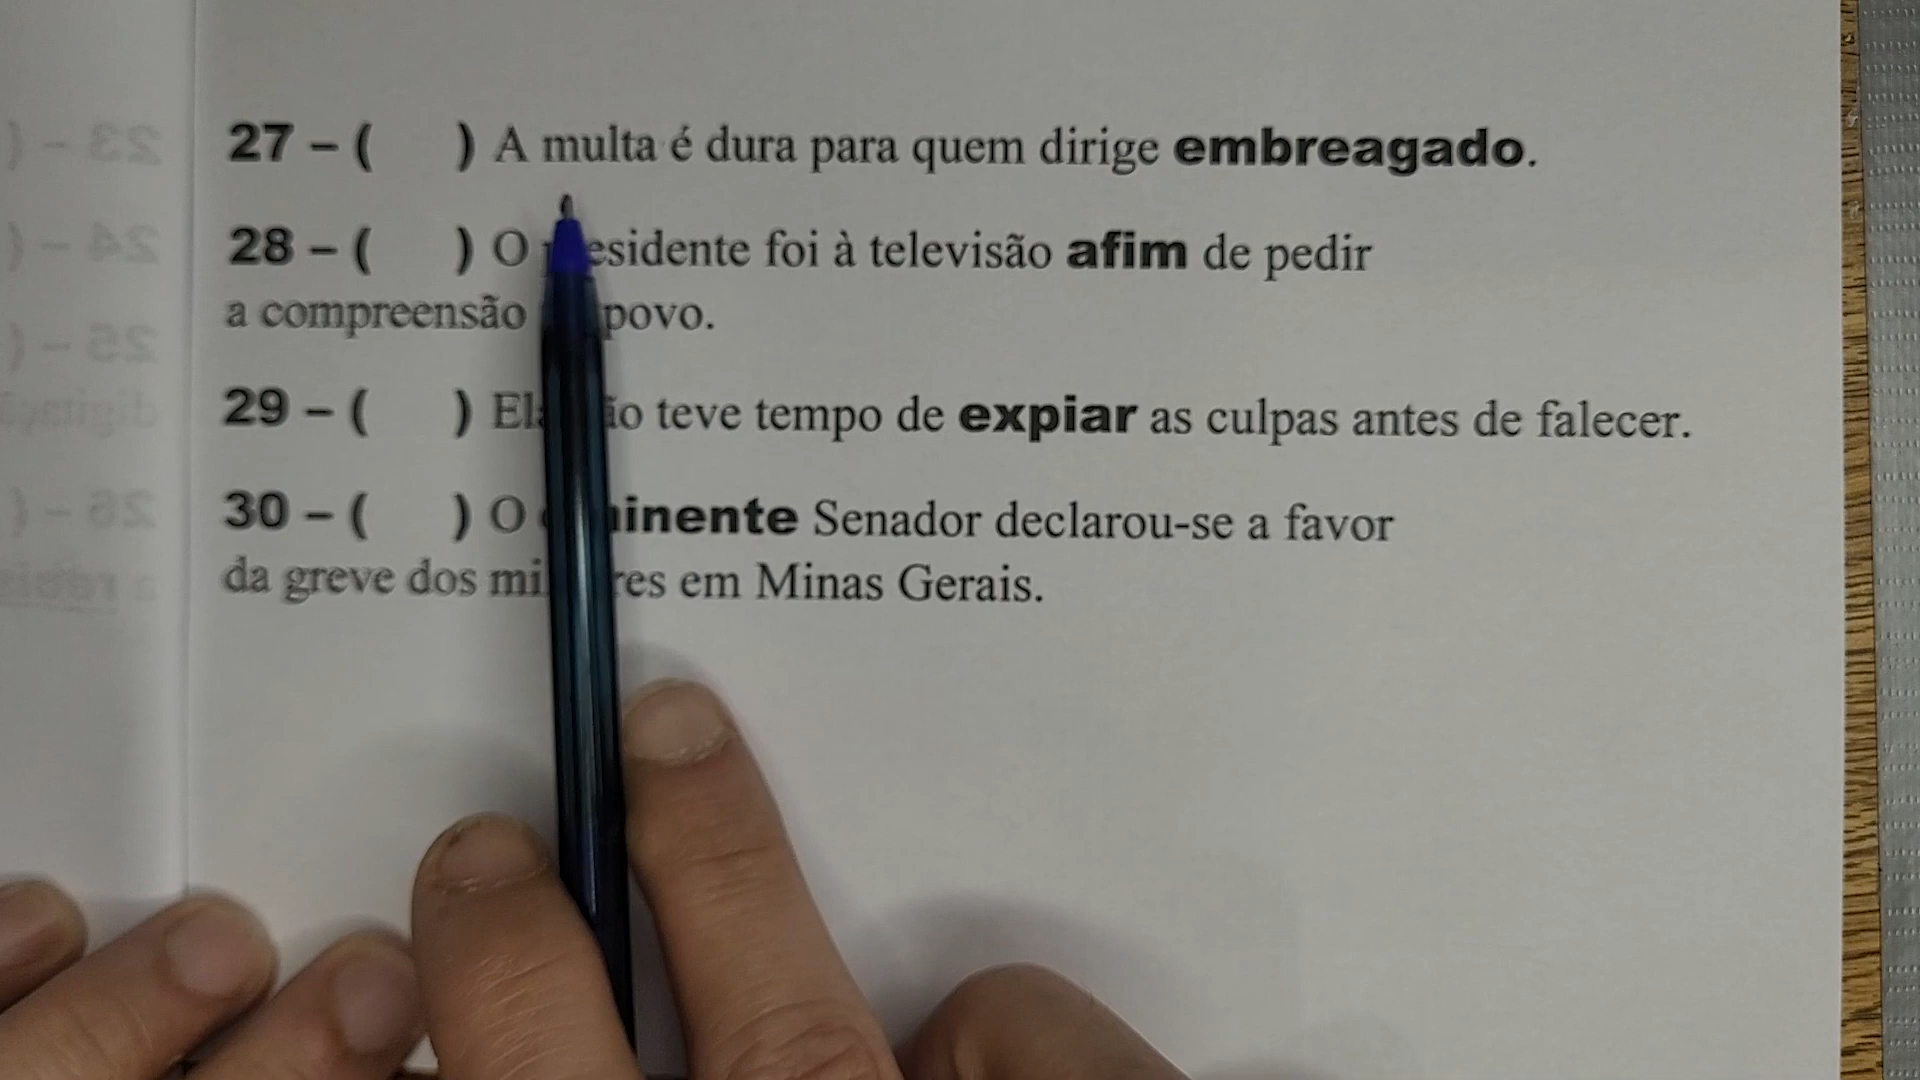 27 – ( ) A multa é dura para quem dirige embreagado.
28 – ( ) O esidente foi à televisão afim de pedir
a compreensão povo.
29 – ( ) El io teve tempo de expiar as culpas antes de falecer.
30 – ( ) O inente Senador declarou-se a favor
da greve dos mi res em Minas Gerais.